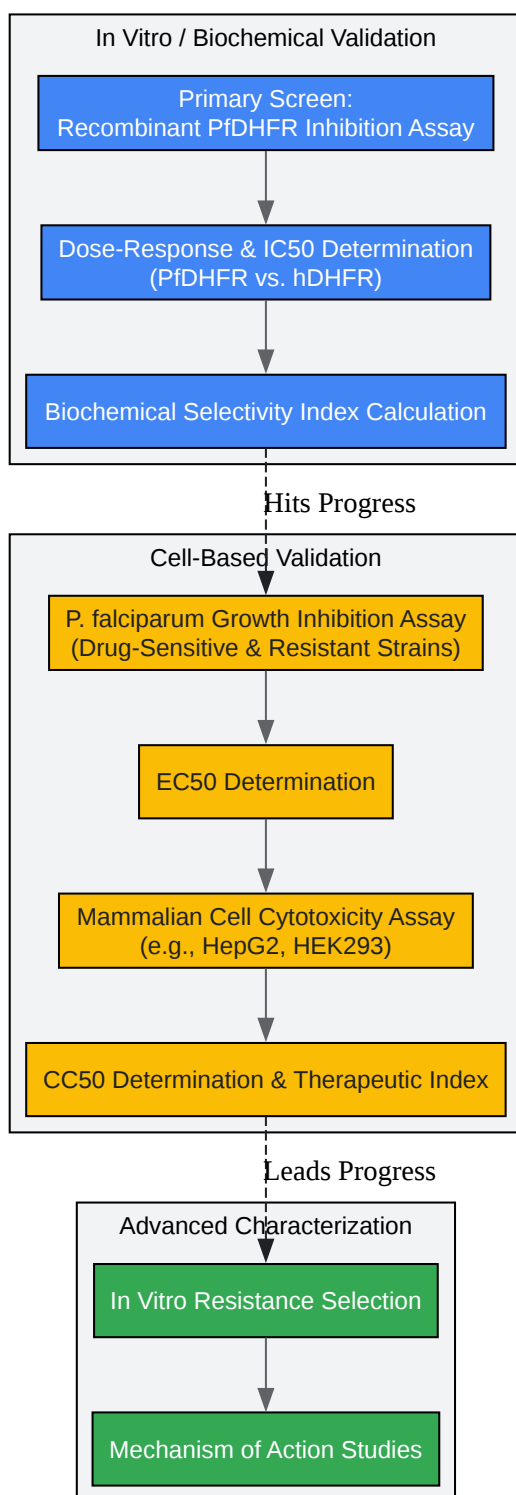 In Vitro / Biochemical Validation
Primary Screen:
Recombinant PfDHFR Inhibition Assay
Dose-Response & IC50 Determination
(PfDHFR vs. hDHFR)
Biochemical Selectivity Index Calculation
Hits Progress
Cell-Based Validation
P. falciparum Growth Inhibition Assay
(Drug-Sensitive & Resistant Strains)
EC50 Determination
Mammalian Cell Cytotoxicity Assay
(e.g., HepG2, HEK293)
CC50 Determination & Therapeutic Index
Leads Progress
Advanced Characterization
In Vitro Resistance Selection
Mechanism of Action Studies